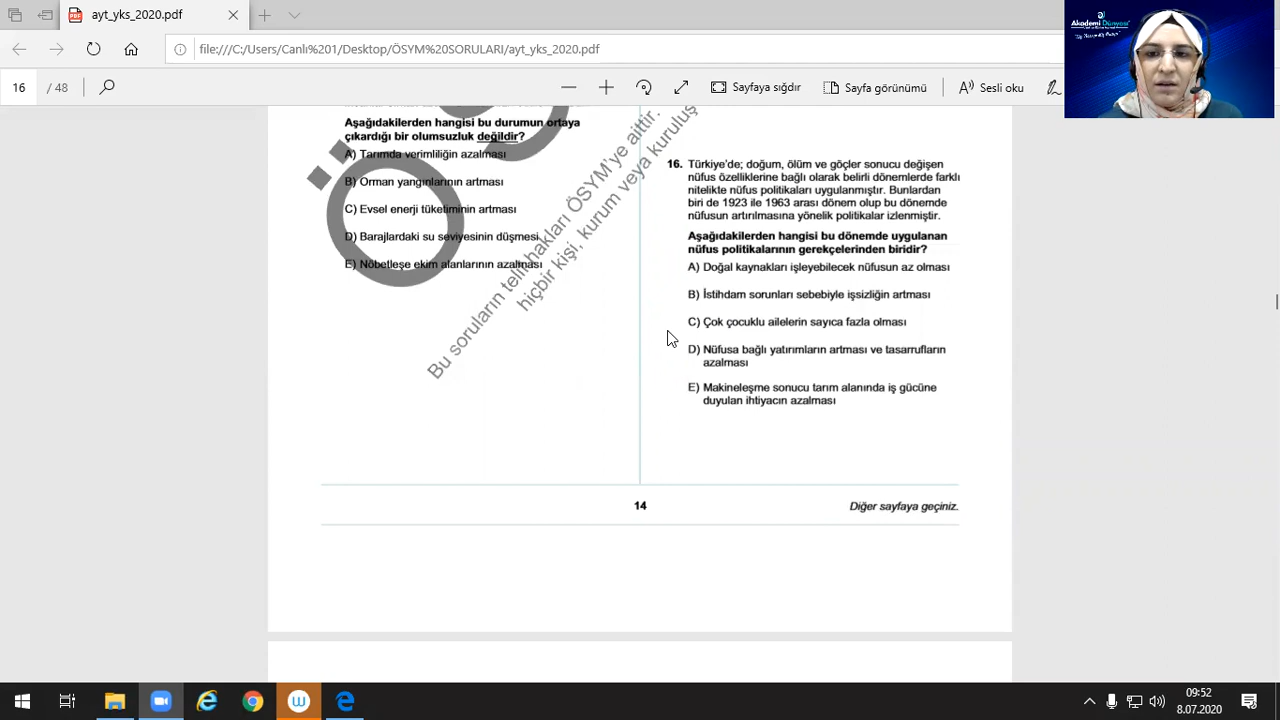 ayt_yks_2020.pdf
file:///C:/Users/Canlı%201/Desktop/ÖSYM%20SORULARI/ayt_yks_2020.pdf
16 / 48
Sayfaya sığdır
Sayfa görünümü
Sesli oku
Akademi Dünyası
Aşağıdakilerden hangisi bu durumun ortaya
çıkardığı bir olumsuzluk değildir?
A) Tarımda verimliliğin azalması
B) Orman yangınlarının artması
C) Evsel enerji tüketiminin artması
D) Barajlardaki su seviyesinin düşmesi
E) Nöbetleşe ekim alanlarının azalması
Bu soruların telif hakları ÖSYM'ye aittir.
hiçbir kişi, kurum veya kuruluş
16. Türkiye'de; doğum, ölüm ve göçler sonucu değişen
nüfus özelliklerine bağlı olarak belirli dönemlerde farklı
nitelikte nüfus politikaları uygulanmıştır. Bunlardan
biri de 1923 ile 1963 arası dönem olup bu dönemde
nüfusun artırılmasına yönelik politikalar izlenmiştir.
Aşağıdakilerden hangisi bu dönemde uygulanan
nüfus politikalarının gerekçelerinden biridir?
A) Doğal kaynakları işleyebilecek nüfusun az olması
B) İstihdam sorunları sebebiyle işsizliğin artması
C) Çok çocuklu ailelerin sayıca fazla olması
D) Nüfusa bağlı yatırımların artması ve tasarrufların
azalması
E) Makineleşme sonucu tarım alanında iş gücüne
duyulan ihtiyacın azalması
14
Diğer sayfaya geçiniz.
09:52
8.07.2020